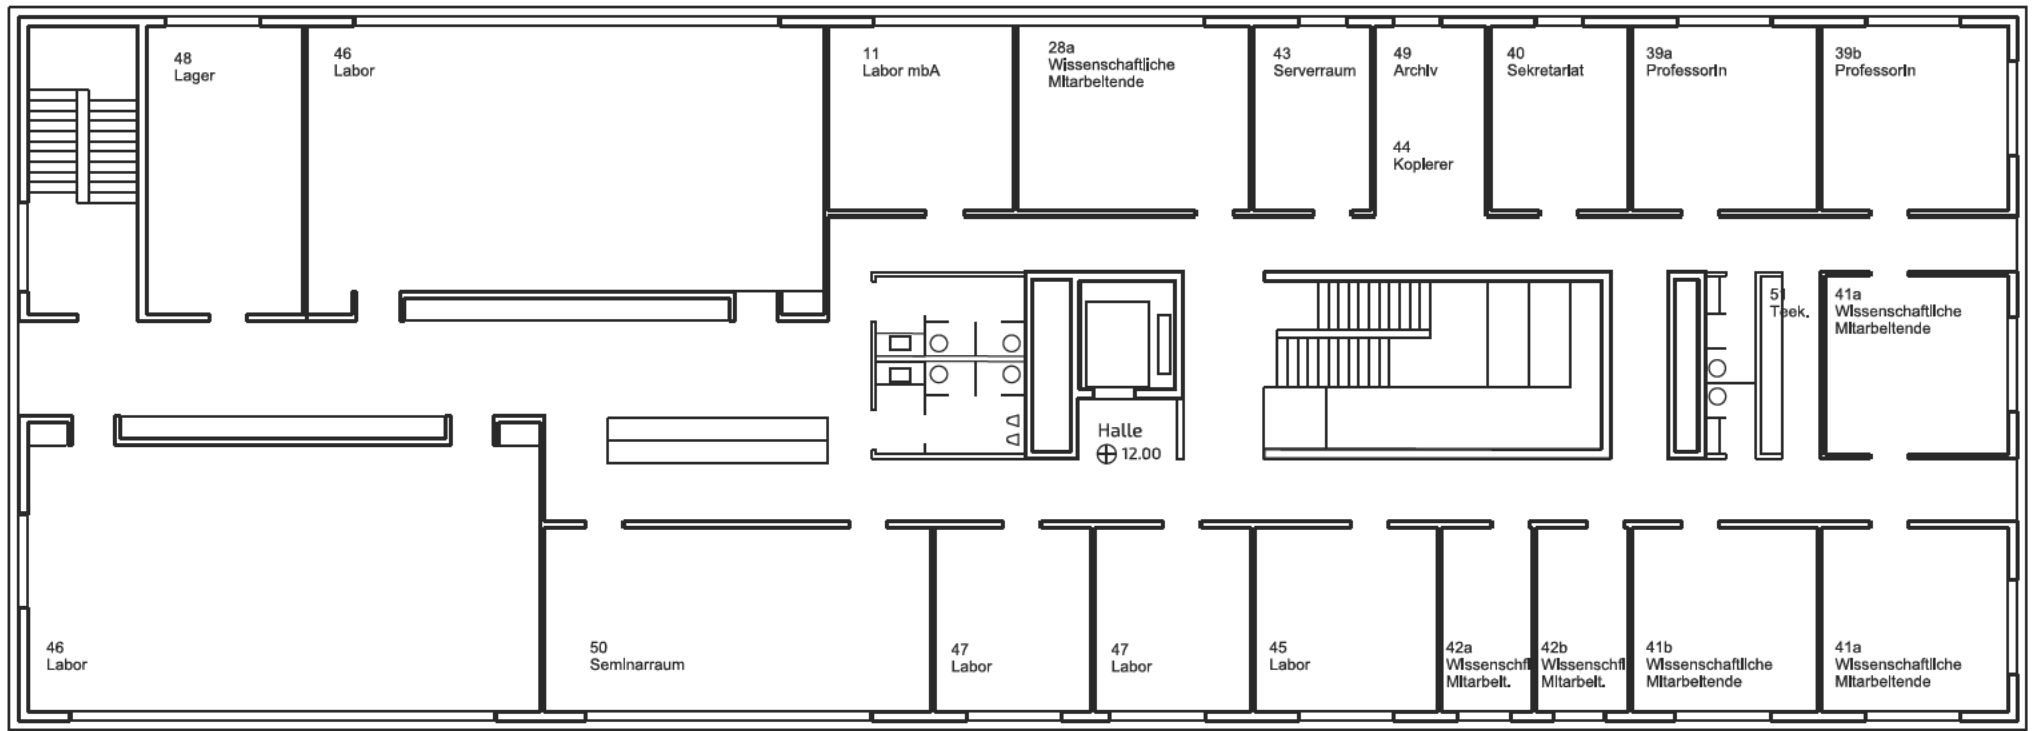 48
Lager
46
Labor
11
Labor mbA
28a
Wissenschaftliche
Mitarbeitende
43
Serverraum
49
Archiv
44
Kopierer
40
Sekretariat
39a
ProfessorIn
39b
ProfessorIn
51
Teek.
41a
Wissenschaftliche
Mitarbeitende
Halle
12.00
46
Labor
50
Seminarraum
47
Labor
47
Labor
45
Labor
42a
Wissenschftl
Mitarbeit.
42b
Wissenschftl
Mitarbeit.
41b
Wissenschaftliche
Mitarbeitende
41a
Wissenschaftliche
Mitarbeitende